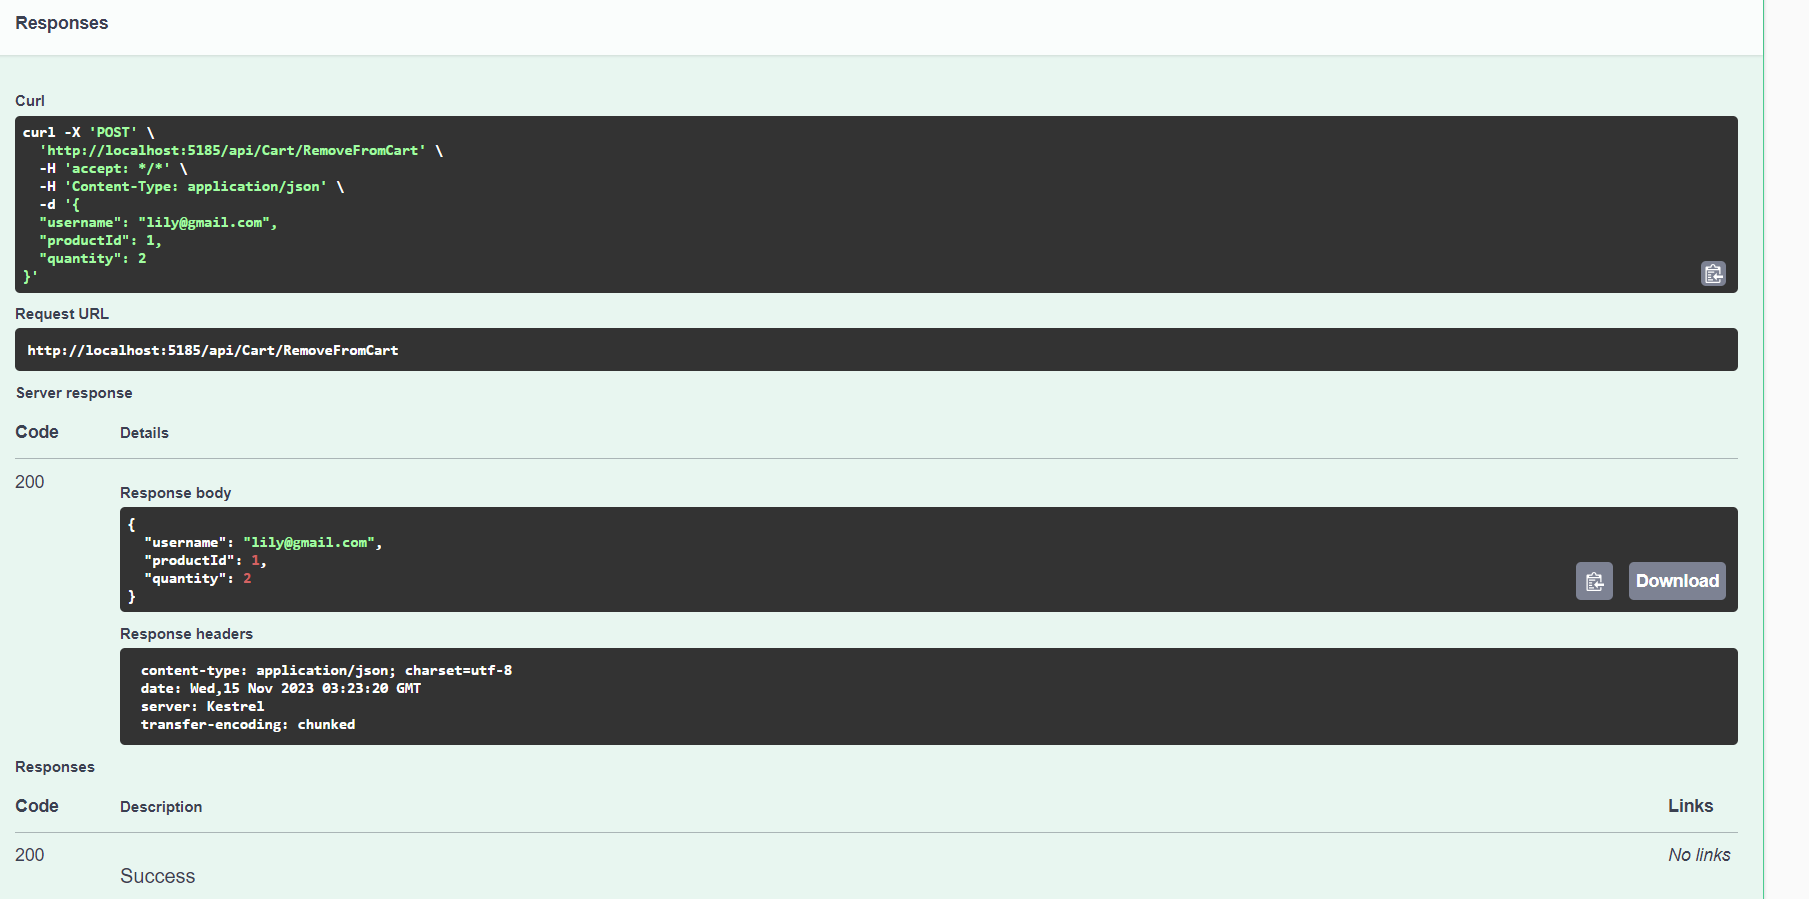 Responses
Curl
curl -X 'POST' \
'http://localhost:5185/api/Cart/RemoveFromCart' \
-H 'accept: */*' \
-H 'Content-Type: application/json' \
-d '{
"username": "lily@gmail.com",
"productId": 1,
"quantity": 2
}'
Request URL
http://localhost:5185/api/Cart/RemoveFromCart
Server response
Code Details
200
Response body
{
"username": "lily@gmail.com",
"productId": 1,
"quantity": 2
}
Download
Response headers
content-type: application/json; charset=utf-8
date: Wed,15 Nov 2023 03:23:20 GMT
server: Kestrel
transfer-encoding: chunked
Responses
Code Description Links
200 No links
Success